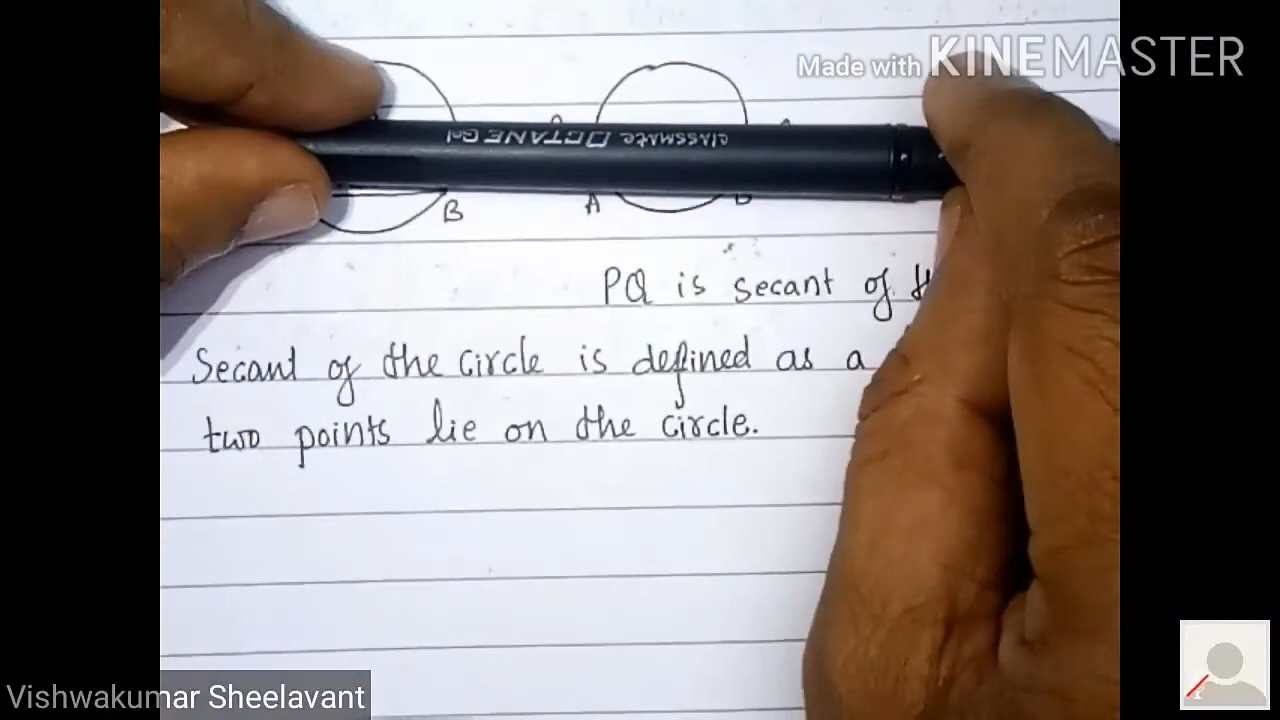 Made with KINEMASTER
classmate OCTANE Gel
B A
PQ is secant of
Secant of the circle is defined as a
two points lie on the circle.
Vishwakumar Sheelavant